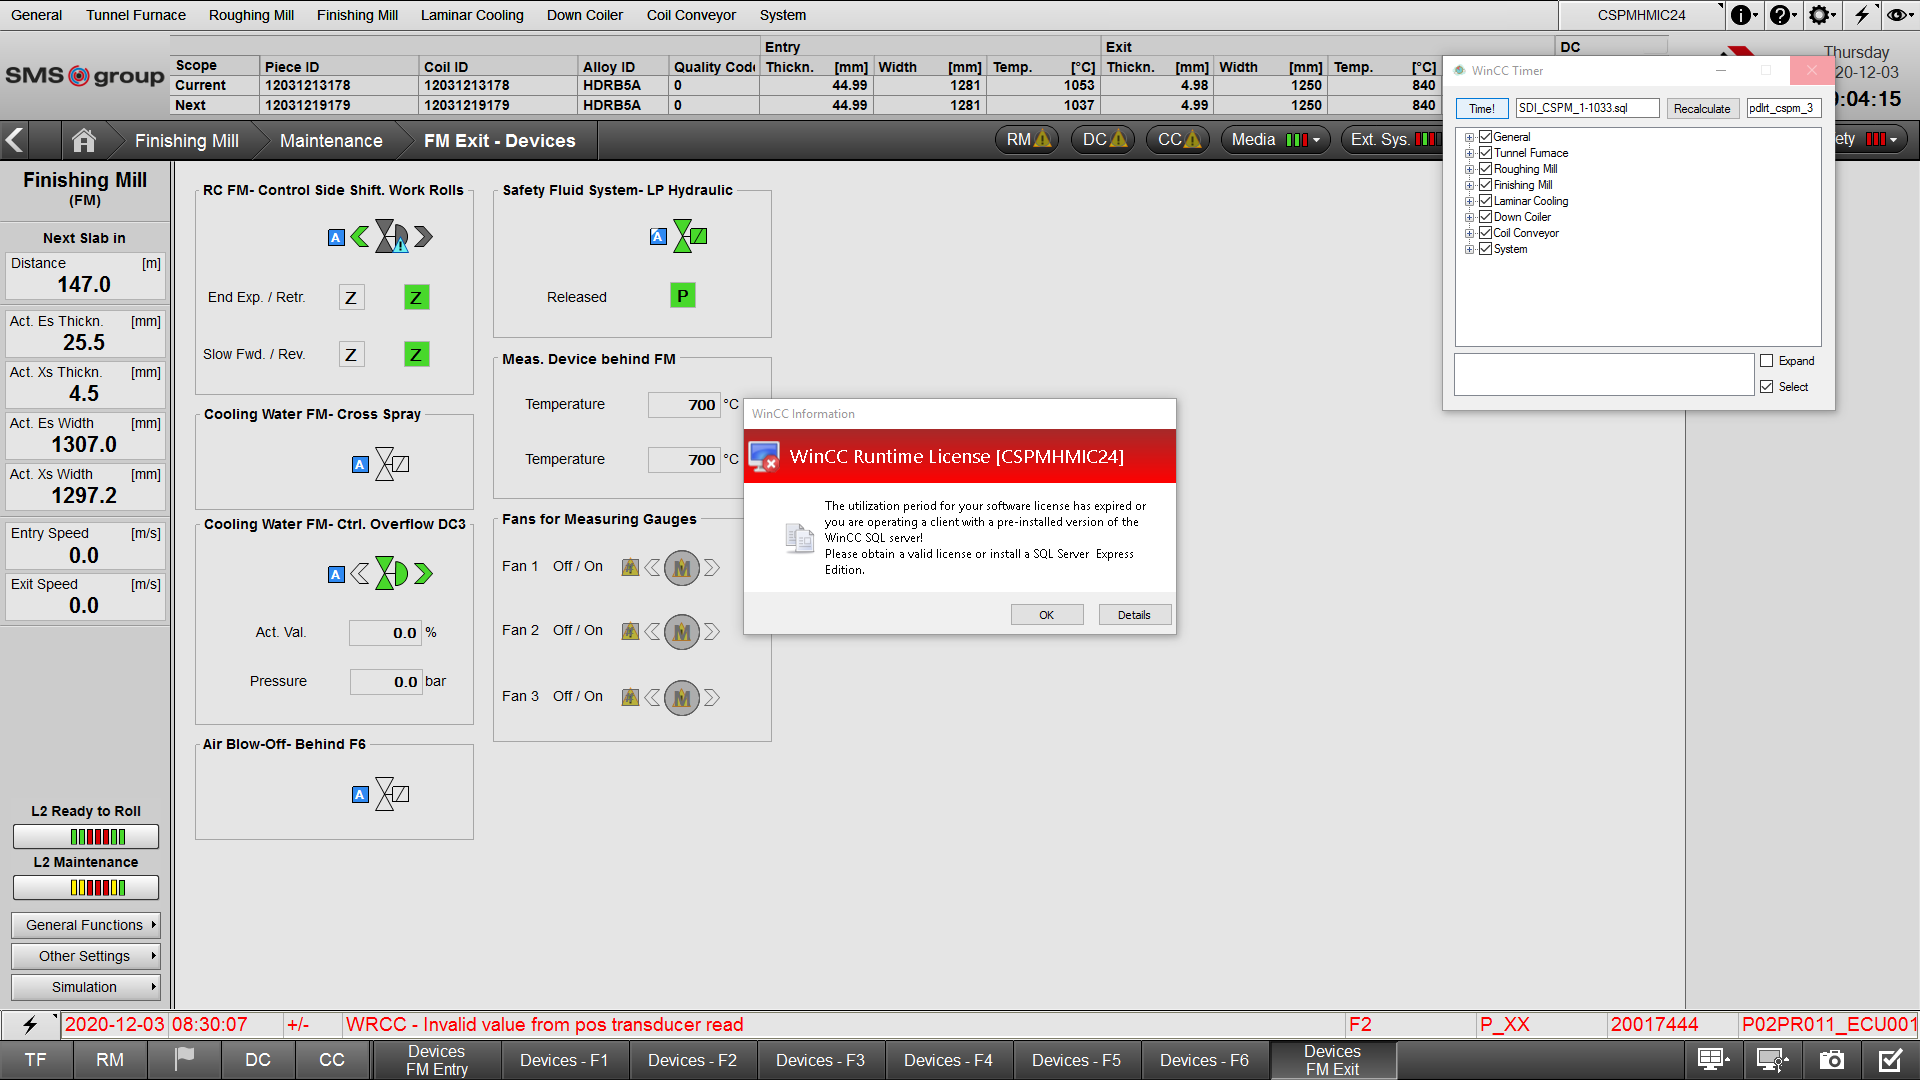 General Tunnel Furnace Roughing Mill Finishing Mill Laminar Cooling Down Coiler Coil Conveyor System CSPMHMIC24
SMS group
Entry Exit DC
Scope Piece ID Coil ID Alloy ID Quality Code Thickn. [mm] Width [mm] Temp. [°C] Thickn. [mm] Width [mm] Temp. [°C]
Current 12031213178 12031213178 HDRB5A 0 44.99 1281 1053 4.98 1250 840
Next 12031219179 12031219179 HDRB5A 0 44.99 1281 1037 4.99 1250 840
Thursday
20-12-03
:04:15
Finishing Mill Maintenance FM Exit - Devices RM DC CC Media Ext. Sys. ety
WinCC Timer
Time! SDI_CSPM_1-1033.sql Recalculate pdlrt_cspm_3
General
Tunnel Furnace
Roughing Mill
Finishing Mill
Laminar Cooling
Down Coiler
Coil Conveyor
System
Expand
Select
Finishing Mill
(FM)
Next Slab in
Distance [m]
147.0
Act. Es Thickn. [mm]
25.5
Act. Xs Thickn. [mm]
4.5
Act. Es Width [mm]
1307.0
Act. Xs Width [mm]
1297.2
Entry Speed [m/s]
0.0
Exit Speed [m/s]
0.0
L2 Ready to Roll
L2 Maintenance
General Functions
Other Settings
Simulation
RC FM- Control Side Shift. Work Rolls
A
End Exp. / Retr. Z Z
Slow Fwd. / Rev. Z Z
Cooling Water FM- Cross Spray
A
Cooling Water FM- Ctrl. Overflow DC3
A
Act. Val. 0.0 %
Pressure 0.0 bar
Air Blow-Off- Behind F6
A
Safety Fluid System- LP Hydraulic
A
Released P
Meas. Device behind FM
Temperature 700 °C
Temperature 700 °C
Fans for Measuring Gauges
Fan 1 Off / On M
Fan 2 Off / On M
Fan 3 Off / On M
WinCC Information
WinCC Runtime License [CSPMHMIC24]
The utilization period for your software license has expired or
you are operating a client with a pre-installed version of the
WinCC SQL server!
Please obtain a valid license or install a SQL Server Express
Edition.
OK Details
2020-12-03 08:30:07 +/- WRCC - Invalid value from pos transducer read F2 P_XX 20017444 P02PR011_ECU001
TF RM DC CC Devices FM Entry Devices - F1 Devices - F2 Devices - F3 Devices - F4 Devices - F5 Devices - F6 Devices FM Exit